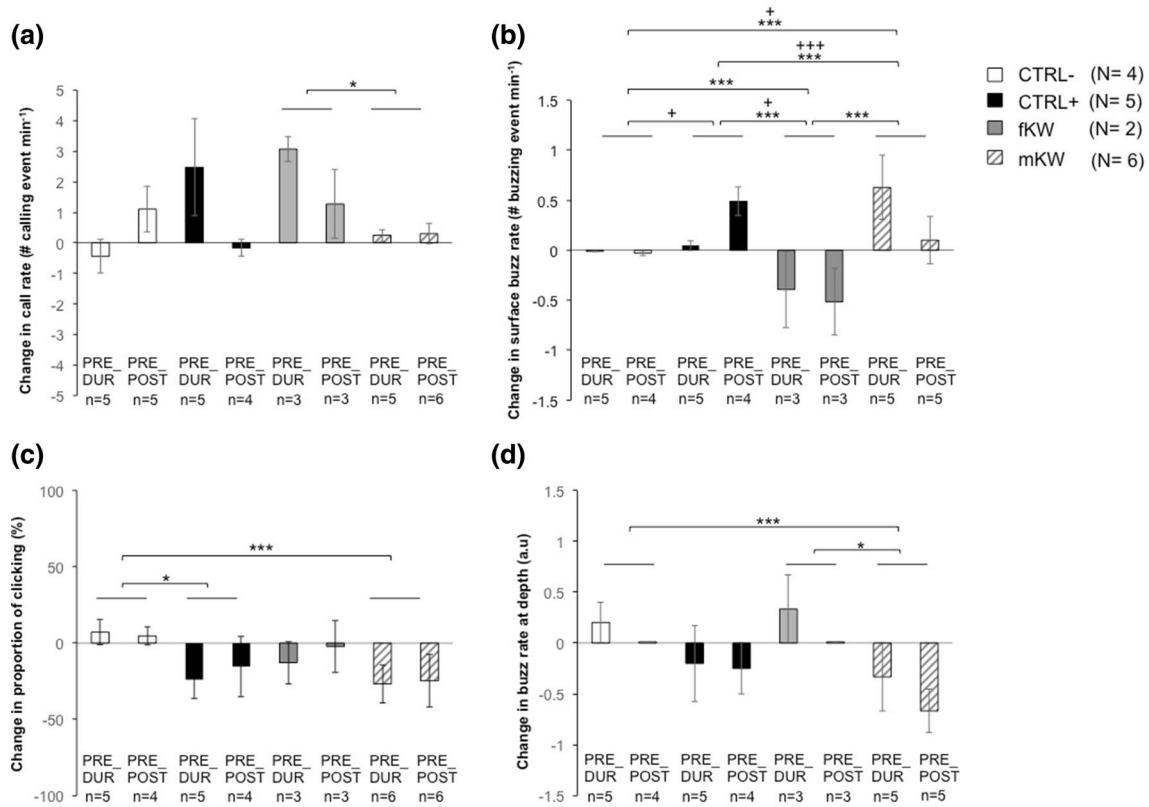 (a)
Change in call rate (# calling event min-1)
5
4
3
2
1
0
-1
-2
-3
-4
-5
*
PRE_ PRE_ PRE_ PRE_ PRE_ PRE_ PRE_ PRE_
DUR POST DUR POST DUR POST DUR POST
n=5 n=5 n=5 n=4 n=3 n=3 n=5 n=6
(b)
Change in surface buzz rate (# buzzing event min-1)
1.5
1
0.5
0
-0.5
-1
-1.5
+
***
+++
***
***
+
+
***
***
PRE_ PRE_ PRE_ PRE_ PRE_ PRE_ PRE_ PRE_
DUR POST DUR POST DUR POST DUR POST
n=5 n=4 n=5 n=4 n=3 n=3 n=5 n=5
CTRL- (N= 4)
CTRL+ (N= 5)
fKW (N= 2)
mKW (N= 6)
(c)
Change in proportion of clicking (%)
100
50
0
-50
-100
***
*
PRE_ PRE_ PRE_ PRE_ PRE_ PRE_ PRE_ PRE_
DUR POST DUR POST DUR POST DUR POST
n=5 n=4 n=5 n=4 n=3 n=3 n=6 n=6
(d)
Change in buzz rate at depth (a.u)
1.5
1
0.5
0
-0.5
-1
-1.5
***
*
PRE_ PRE_ PRE_ PRE_ PRE_ PRE_ PRE_ PRE_
DUR POST DUR POST DUR POST DUR POST
n=5 n=4 n=5 n=4 n=3 n=3 n=5 n=5